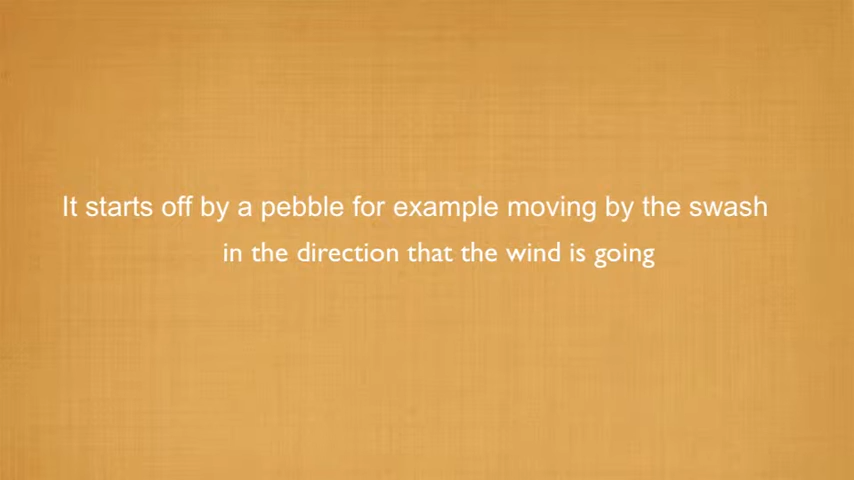 It starts off by a pebble for example moving by the swash
in the direction that the wind is going